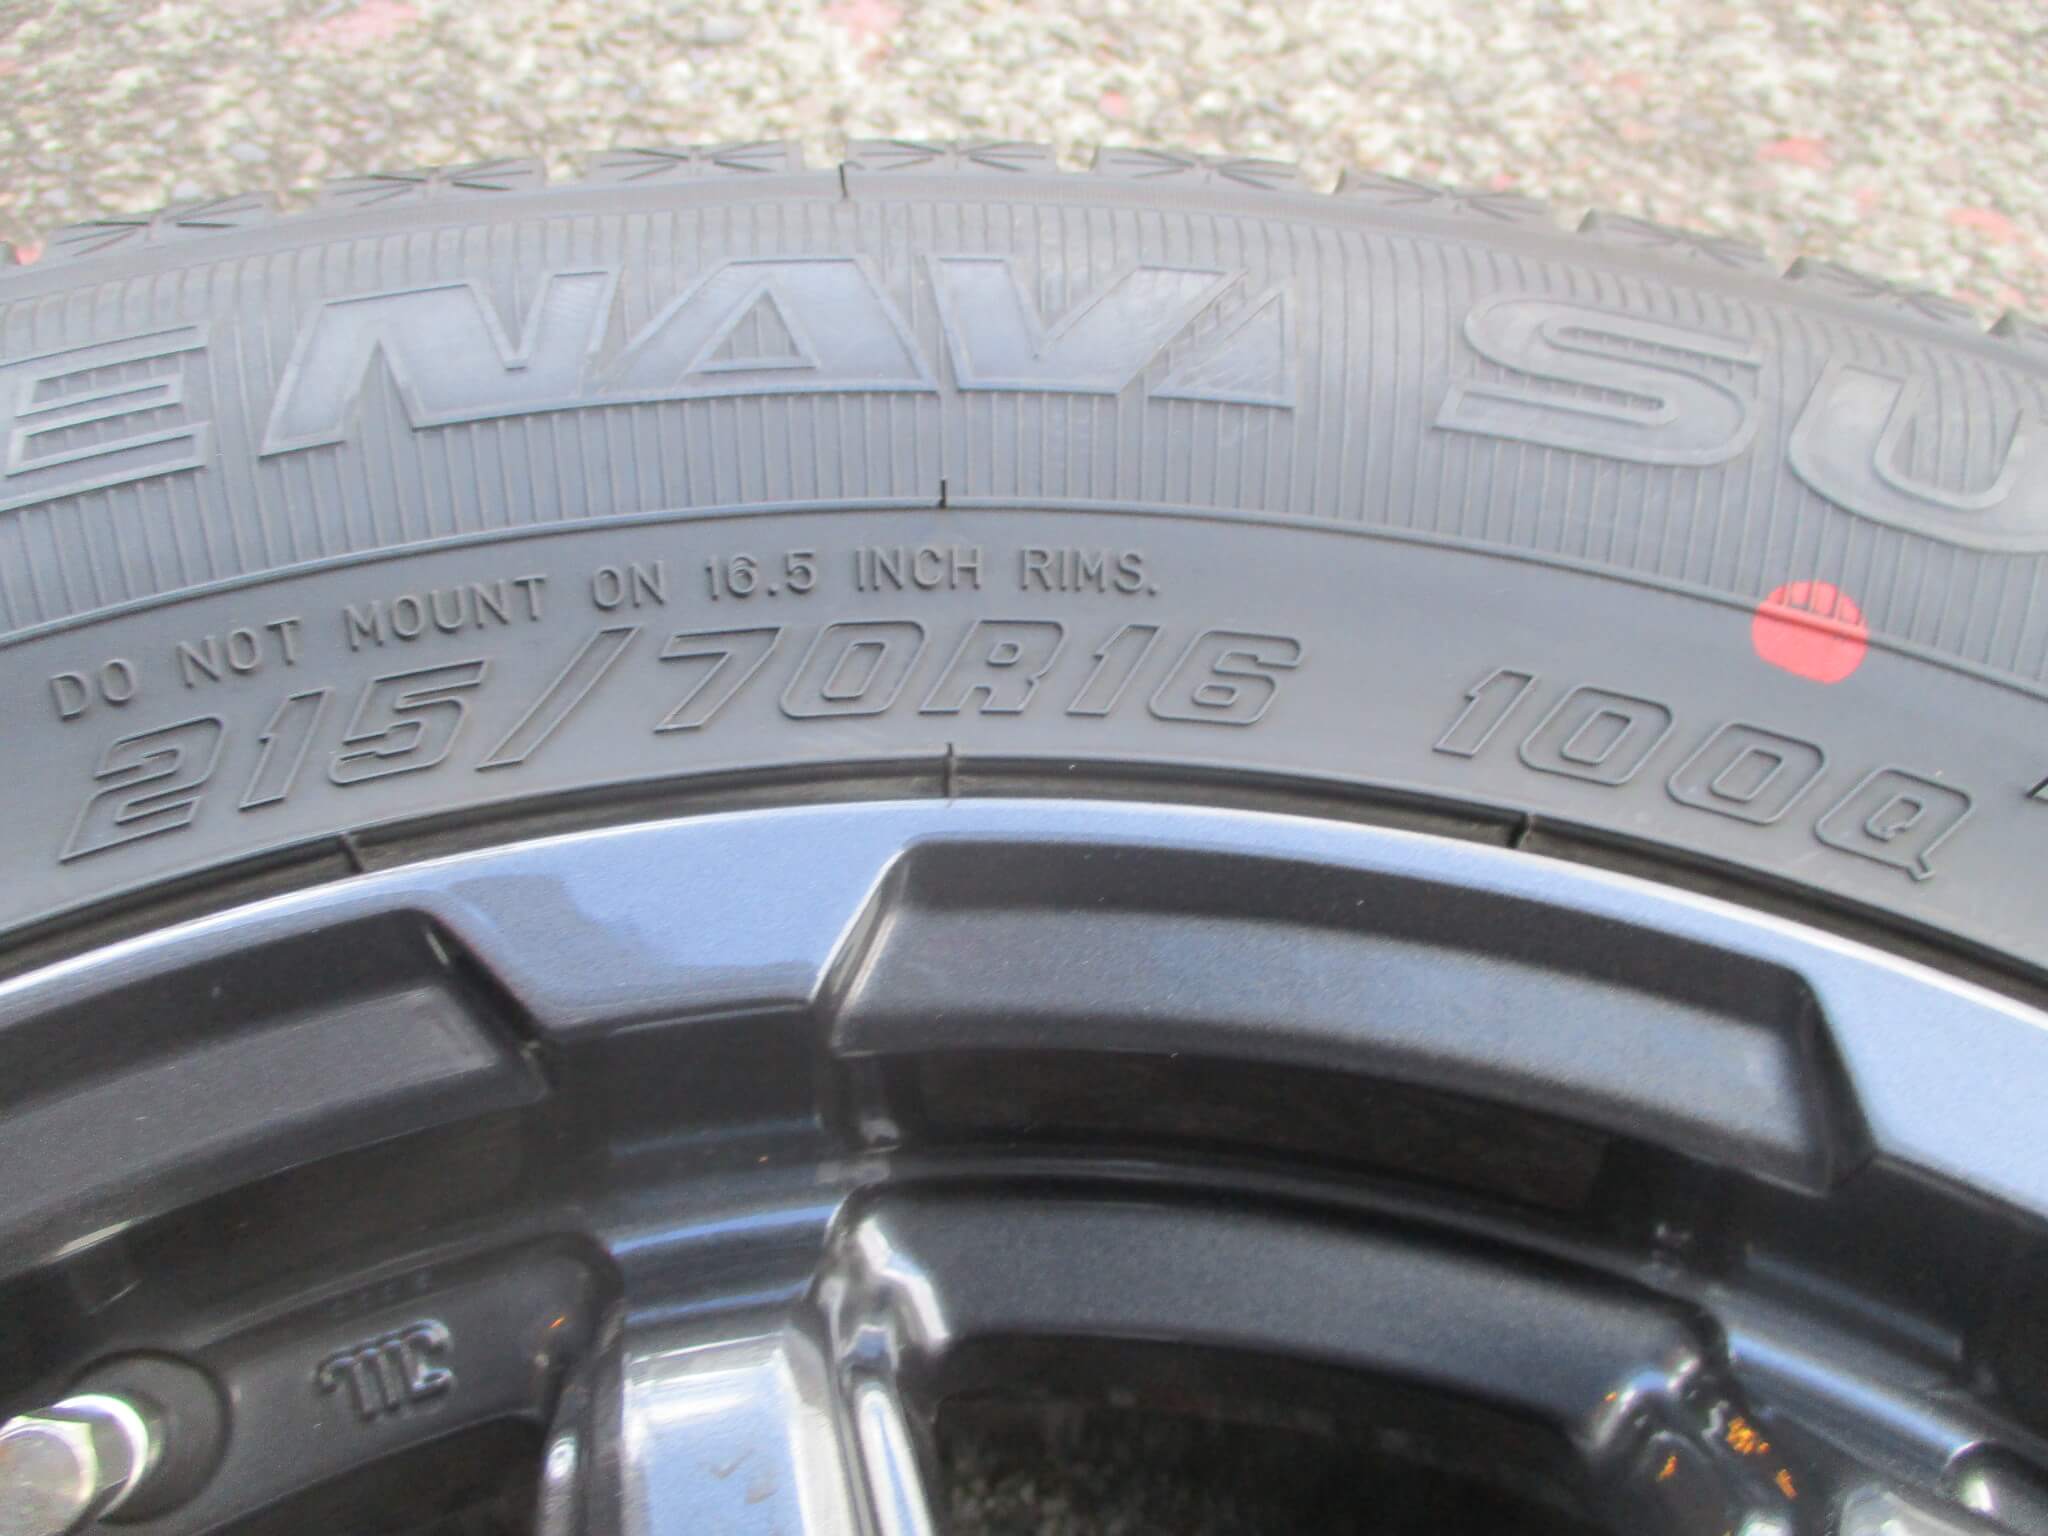 ENAVI SU
DO NOT MOUNT ON 16.5 INCH RIMS.
215/70R16 100Q